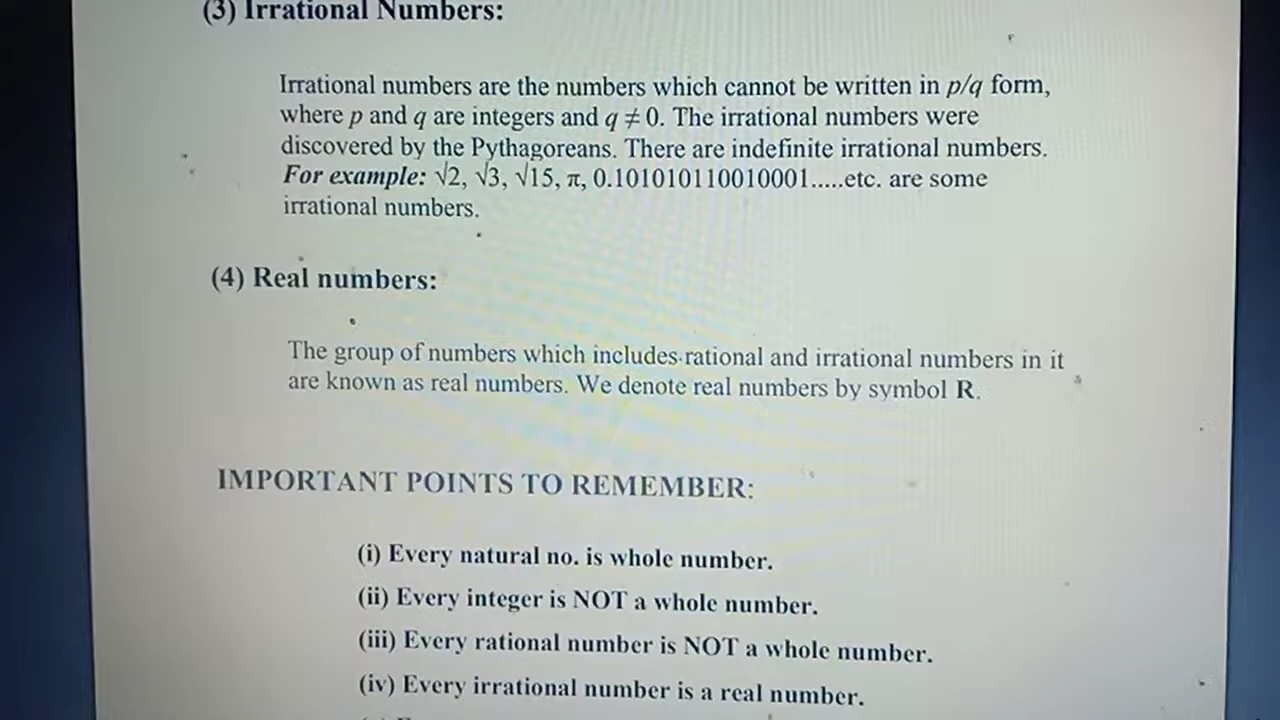 (3) Irrational Numbers:
Irrational numbers are the numbers which cannot be written in p/q form,
where p and q are integers and q ≠ 0. The irrational numbers were
discovered by the Pythagoreans. There are indefinite irrational numbers.
For example: √2, √3, √15, π, 0.101010110010001.....etc. are some
irrational numbers.
(4) Real numbers:
The group of numbers which includes rational and irrational numbers in it
are known as real numbers. We denote real numbers by symbol R.
IMPORTANT POINTS TO REMEMBER:
(i) Every natural no. is whole number.
(ii) Every integer is NOT a whole number.
(iii) Every rational number is NOT a whole number.
(iv) Every irrational number is a real number.